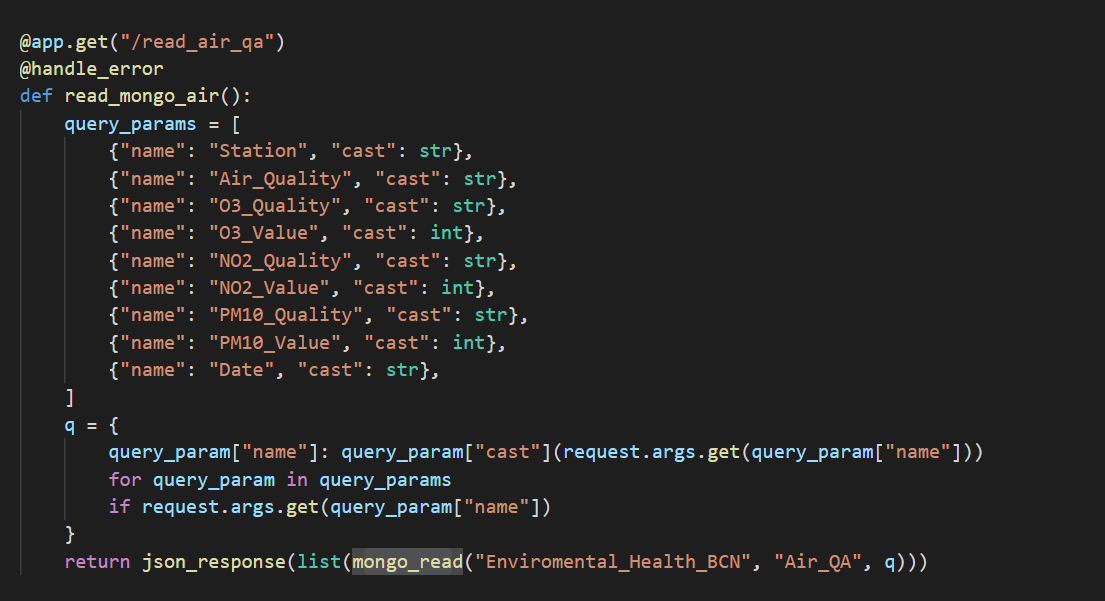 @app.get("/read_air_qa")
@handle_error
def read_mongo_air():
    query_params = [
        {"name": "Station", "cast": str},
        {"name": "Air_Quality", "cast": str},
        {"name": "O3_Quality", "cast": str},
        {"name": "O3_Value", "cast": int},
        {"name": "NO2_Quality", "cast": str},
        {"name": "NO2_Value", "cast": int},
        {"name": "PM10_Quality", "cast": str},
        {"name": "PM10_Value", "cast": int},
        {"name": "Date", "cast": str},
    ]
    q = {
        query_param["name"]: query_param["cast"](request.args.get(query_param["name"]))
        for query_param in query_params
        if request.args.get(query_param["name"])
    }
    return json_response(list(mongo_read("Enviromental_Health_BCN", "Air_QA", q)))